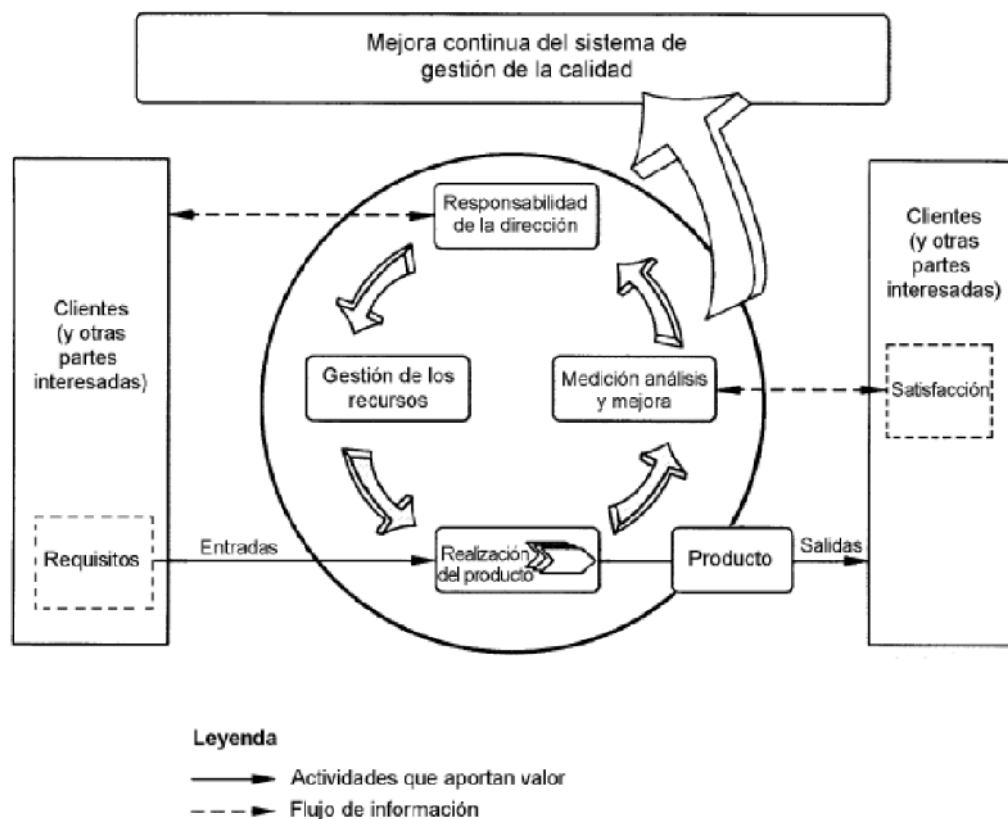 Mejora continua del sistema de
gestión de la calidad
Responsabilidad
de la dirección
Clientes
(y otras
partes
interesadas)
Clientes
(y otras
partes
interesadas)
Gestión de los
recursos
Medición análisis
y mejora
Satisfacción
Requisitos
Entradas
Realización
del producto
Producto
Salidas
Leyenda
Actividades que aportan valor
Flujo de información